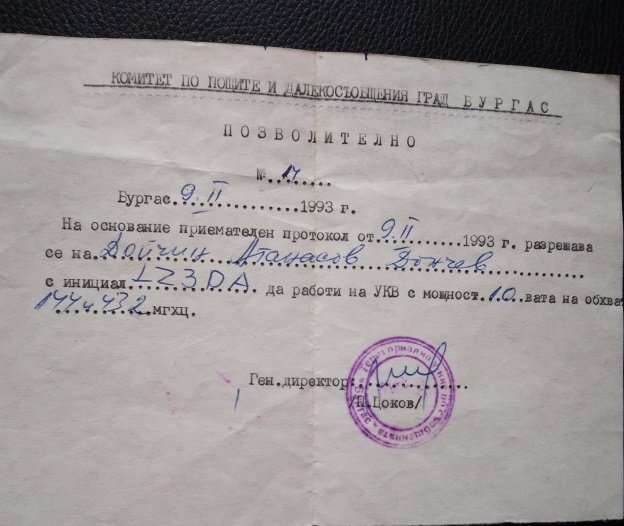 КОМИТЕТ ПО ПОЩИТЕ И ДАЛЕКОСЪОБЩЕНИЯ ГРАД БУРГАС
ПОЗВОЛИТЕЛНО
№ 17
Бургас. 9. II ...........1993 г.
На основание приемателен протокол от 9. II .......1993 г. разрешава
се на. Дойчин Атанасов Бончев
с инициал LZ3DA. да работи на УКВ с мощност. 10..вата на обхват
144 и 432 мгхц.
Ген.директор:
/П.Цоков/